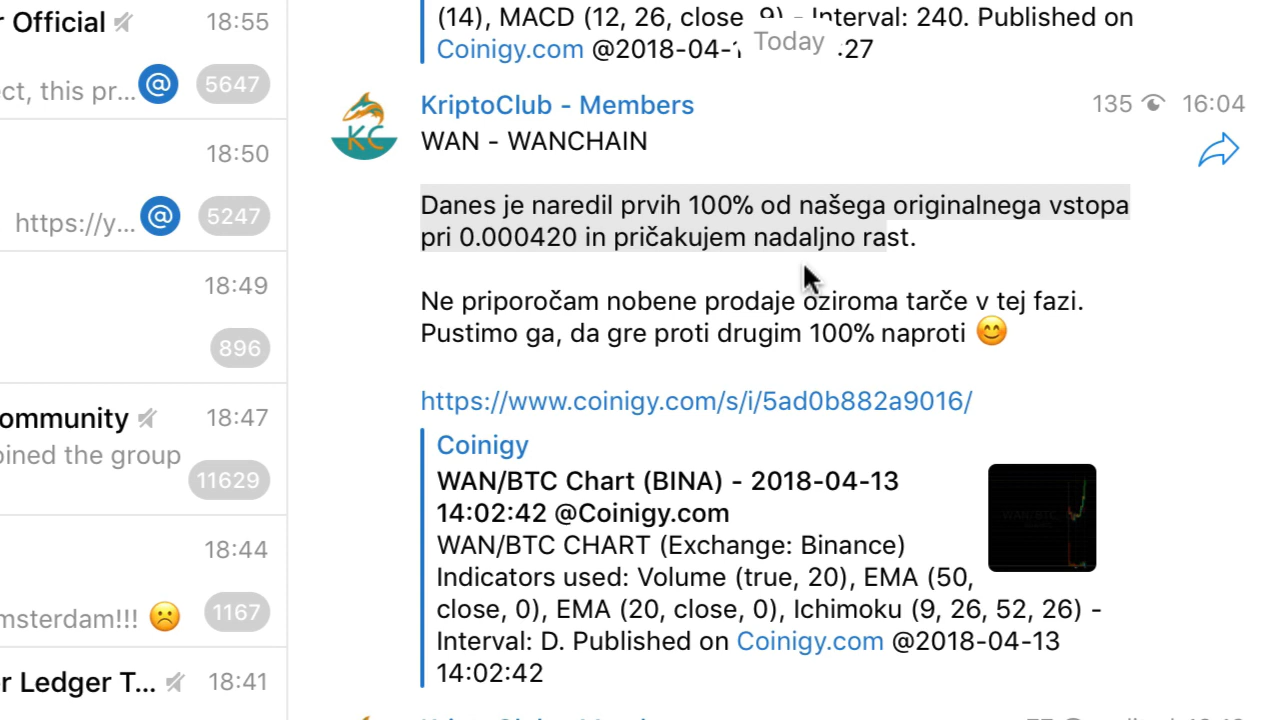 r Official 18:55
ct, this pr... @ 5647
18:50
https://y... @ 5247
18:49
896
ommunity 18:47
oined the group
11629
18:44
msterdam!!! ☹️ 1167
r Ledger T... 18:41
(14), MACD (12, 26, close, 9) - Interval: 240. Published on
Coinigy.com @2018-04-1 .27
Today
KriptoClub - Members 135 16:04
KC
WAN - WANCHAIN
Danes je naredil prvih 100% od našega originalnega vstopa
pri 0.000420 in pričakujem nadaljno rast.
Ne priporočam nobene prodaje oziroma tarče v tej fazi.
Pustimo ga, da gre proti drugim 100% naproti 😊
https://www.coinigy.com/s/i/5ad0b882a9016/
Coinigy
WAN/BTC Chart (BINA) - 2018-04-13
14:02:42 @Coinigy.com
WAN/BTC CHART (Exchange: Binance)
Indicators used: Volume (true, 20), EMA (50,
close, 0), EMA (20, close, 0), Ichimoku (9, 26, 52, 26) -
Interval: D. Published on Coinigy.com @2018-04-13
14:02:42
WAN/BTC